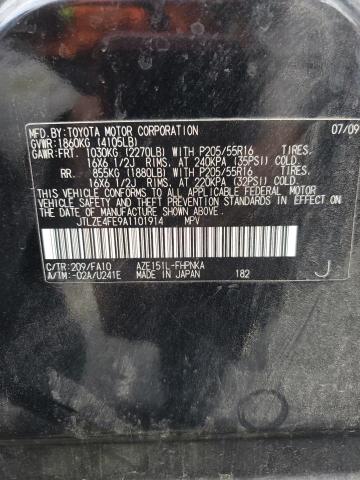 MFD.BY:TOYOTA MOTOR CORPORATION 07/09
GVWR:1860KG (4105LB)
GAWR:FRT. 1030KG (2270LB) WITH P205/55R16 TIRES.
16X6 1/2J RIMS. AT 240KPA (35PSI) COLD.
RR. 855KG (1880LB) WITH P205/55R16 TIRES.
16X6 1/2J RIMS. AT 220KPA (32PSI) COLD.
THIS VEHICLE CONFORMS TO ALL APPLICABLE FEDERAL MOTOR
VEHICLE SAFETY STANDARDS IN
EFFECT ON THE DATE OF MANUFACTURE SHOWN ABOVE.
JTLZE4FE9A1101914 MPV
C/TR:209/FA10 AZE151L-FHPNKA
A/TM:-02A/U241E MADE IN JAPAN 182 J